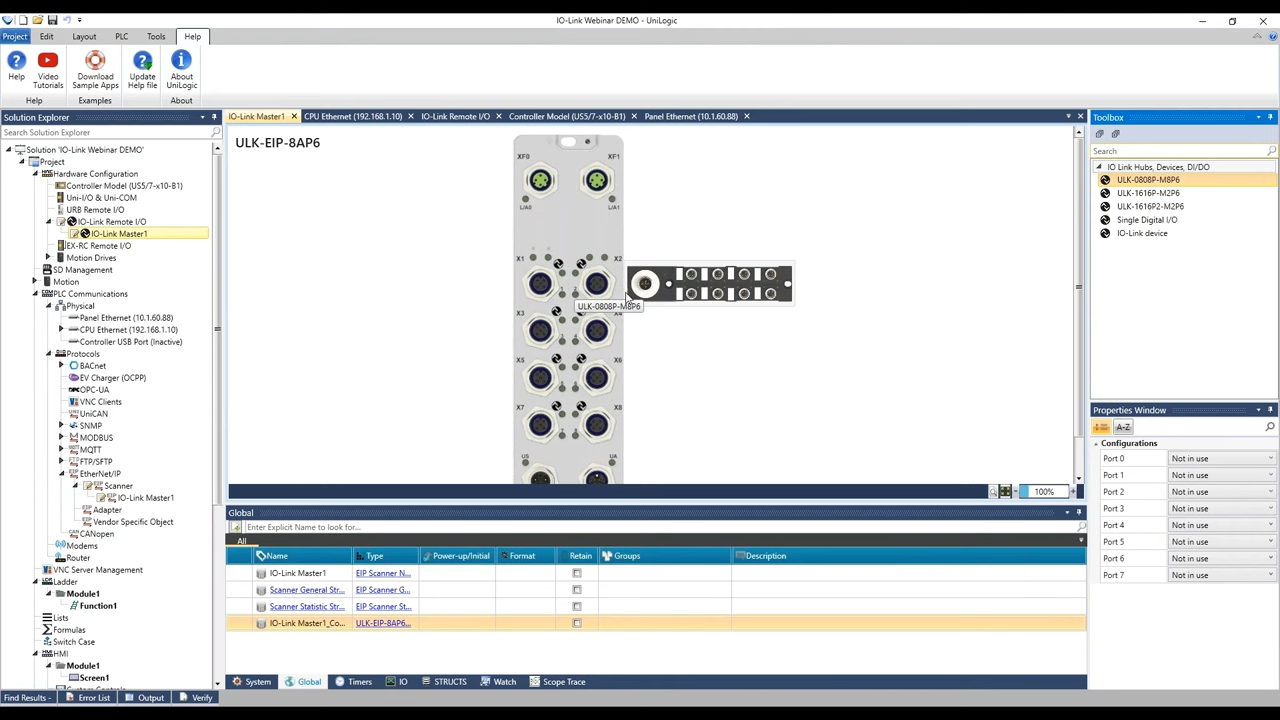 IO-Link Webinar DEMO - UniLogic
Project Edit Layout PLC Tools Help
Help Video Tutorials Download Sample Apps Update Help file About UniLogic
Help Examples About
Solution Explorer
Search Solution Explorer
Solution 'IO-Link Webinar DEMO'
Project
Hardware Configuration
Controller Model (US5/7-x10-B1)
Uni-I/O & Uni-COM
URB Remote I/O
IO-Link Remote I/O
IO-Link Master1
EX-RC Remote I/O
Motion Drives
SD Management
Motion
PLC Communications
Physical
Panel Ethernet (10.1.60.88)
CPU Ethernet (192.168.1.10)
Controller USB Port (Inactive)
Protocols
BACnet
EV Charger (OCPP)
OPC-UA
VNC Clients
UniCAN
SNMP
MODBUS
MQTT
FTP/SFTP
EtherNet/IP
Scanner
IO-Link Master1
Adapter
Vendor Specific Object
CANopen
Modems
Router
VNC Server Management
Ladder
Module1
Function1
Lists
Formulas
Switch Case
HMI
Module1
Screen1
Find Results - Error List Output Verify
IO-Link Master1 CPU Ethernet (192.168.1.10) IO-Link Remote I/O Controller Model (US5/7-x10-B1) Panel Ethernet (10.1.60.88)
ULK-EIP-8AP6
XF0 XF1
L/A0 L/A1
X1 X2
ULK-0808P-M8P6
X3 X4
X5 X6
X7 X8
US UA
100%
Global
Enter Explicit Name to look for...
All
Name Type Power-up/Initial Format Retain Groups Description
IO-Link Master1 EIP Scanner N...
Scanner General Str... EIP Scanner G...
Scanner Statistic Str... EIP Scanner St...
IO-Link Master1_Co... ULK-EIP-8AP6...
System Global Timers IO STRUCTS Watch Scope Trace
Toolbox
Search
IO Link Hubs, Devices, DI/DO
ULK-0808P-M8P6
ULK-1616P-M2P6
ULK-1616P2-M2P6
Single Digital I/O
IO-Link device
Properties Window
A-Z
Configurations
Port 0 Not in use
Port 1 Not in use
Port 2 Not in use
Port 3 Not in use
Port 4 Not in use
Port 5 Not in use
Port 6 Not in use
Port 7 Not in use